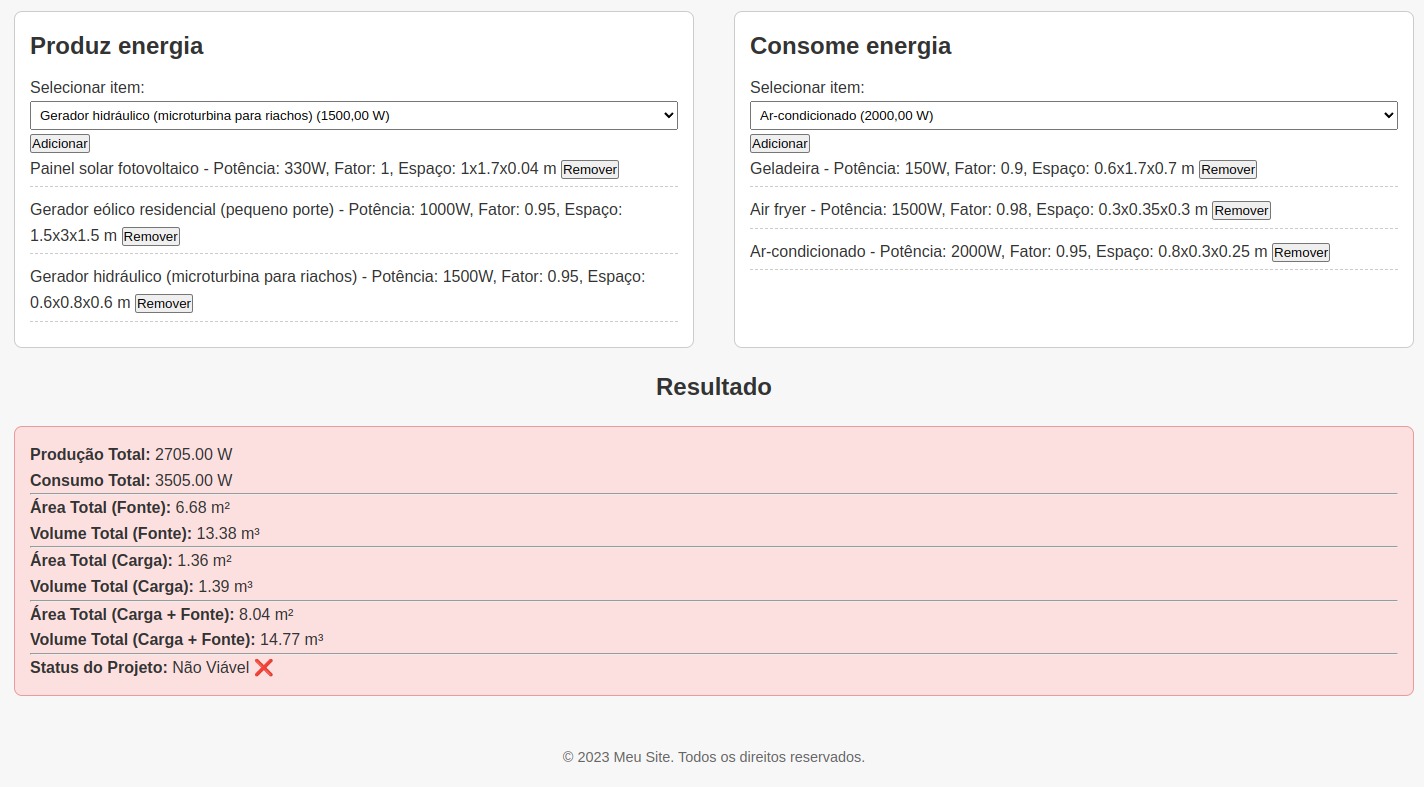 Produz energia
Selecionar item:
Gerador hidráulico (microturbina para riachos) (1500,00 W)
Adicionar
Painel solar fotovoltaico - Potência: 330W, Fator: 1, Espaço: 1x1.7x0.04 m Remover
Gerador eólico residencial (pequeno porte) - Potência: 1000W, Fator: 0.95, Espaço:
1.5x3x1.5 m Remover
Gerador hidráulico (microturbina para riachos) - Potência: 1500W, Fator: 0.95, Espaço:
0.6x0.8x0.6 m Remover
Consome energia
Selecionar item:
Ar-condicionado (2000,00 W)
Adicionar
Geladeira - Potência: 150W, Fator: 0.9, Espaço: 0.6x1.7x0.7 m Remover
Air fryer - Potência: 1500W, Fator: 0.98, Espaço: 0.3x0.35x0.3 m Remover
Ar-condicionado - Potência: 2000W, Fator: 0.95, Espaço: 0.8x0.3x0.25 m Remover
Resultado
Produção Total: 2705.00 W
Consumo Total: 3505.00 W
Área Total (Fonte): 6.68 m²
Volume Total (Fonte): 13.38 m³
Área Total (Carga): 1.36 m²
Volume Total (Carga): 1.39 m³
Área Total (Carga + Fonte): 8.04 m²
Volume Total (Carga + Fonte): 14.77 m³
Status do Projeto: Não Viável ❌
© 2023 Meu Site. Todos os direitos reservados.